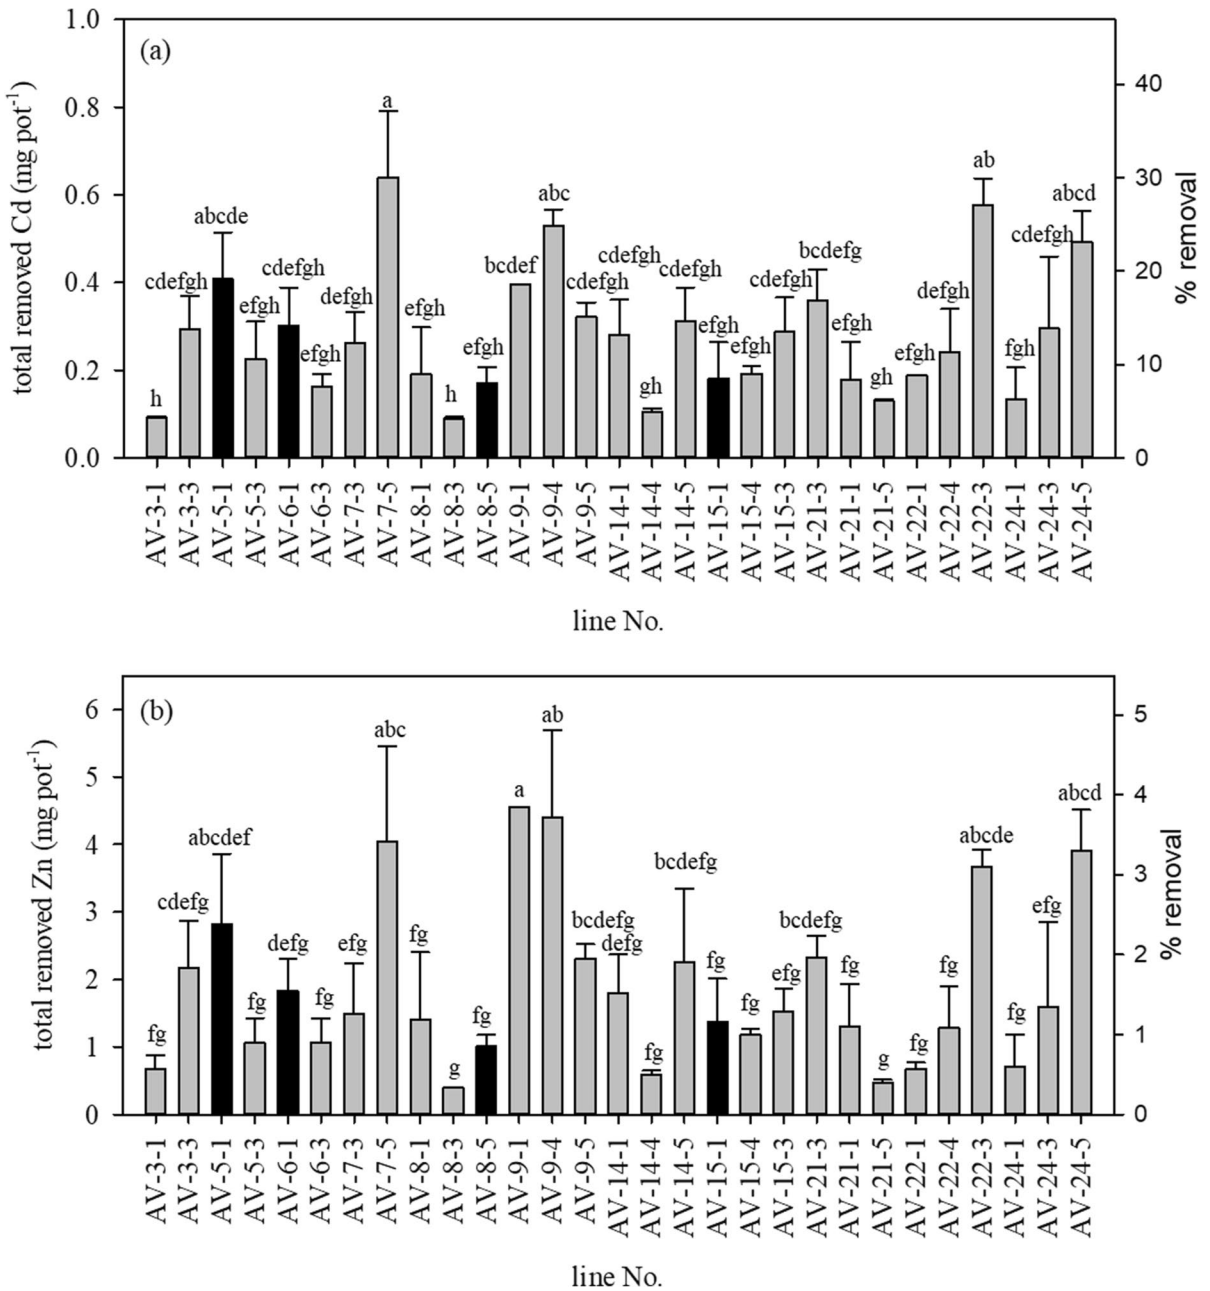 (a)
total removed Cd (mg pot-1)
1.0
0.8
0.6
0.4
0.2
0.0
h
cdefgh
abcde
efgh
cdefgh
efgh
defgh
a
efgh
h
efgh
bcdef
abc
cdefgh
cdefgh
gh
cdefgh
efgh
efgh
cdefgh
bcdefg
efgh
gh
efgh
defgh
ab
fgh
cdefgh
abcd
40
30
20
10
0
% removal
AV-3-1
AV-3-3
AV-5-1
AV-5-3
AV-6-1
AV-6-3
AV-7-3
AV-7-5
AV-8-1
AV-8-3
AV-8-5
AV-9-1
AV-9-4
AV-9-5
AV-14-1
AV-14-4
AV-14-5
AV-15-1
AV-15-4
AV-15-3
AV-21-3
AV-21-1
AV-21-5
AV-22-1
AV-22-4
AV-22-3
AV-24-1
AV-24-3
AV-24-5
line No.
(b)
total removed Zn (mg pot-1)
6
5
4
3
2
1
0
fg
cdefg
abcdef
fg
defg
fg
efg
abc
fg
g
fg
a
ab
bcdefg
defg
fg
bcdefg
fg
fg
efg
bcdefg
fg
g
fg
fg
abcde
fg
efg
abcd
5
4
3
2
1
0
% removal
AV-3-1
AV-3-3
AV-5-1
AV-5-3
AV-6-1
AV-6-3
AV-7-3
AV-7-5
AV-8-1
AV-8-3
AV-8-5
AV-9-1
AV-9-4
AV-9-5
AV-14-1
AV-14-4
AV-14-5
AV-15-1
AV-15-4
AV-15-3
AV-21-3
AV-21-1
AV-21-5
AV-22-1
AV-22-4
AV-22-3
AV-24-1
AV-24-3
AV-24-5
line No.